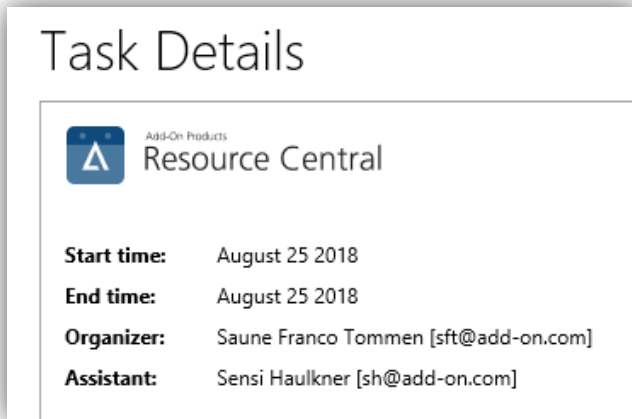 Task Details
Add-On Products
Resource Central
Start time: August 25 2018
End time: August 25 2018
Organizer: Saune Franco Tommen [sft@add-on.com]
Assistant: Sensi Haulkner [sh@add-on.com]